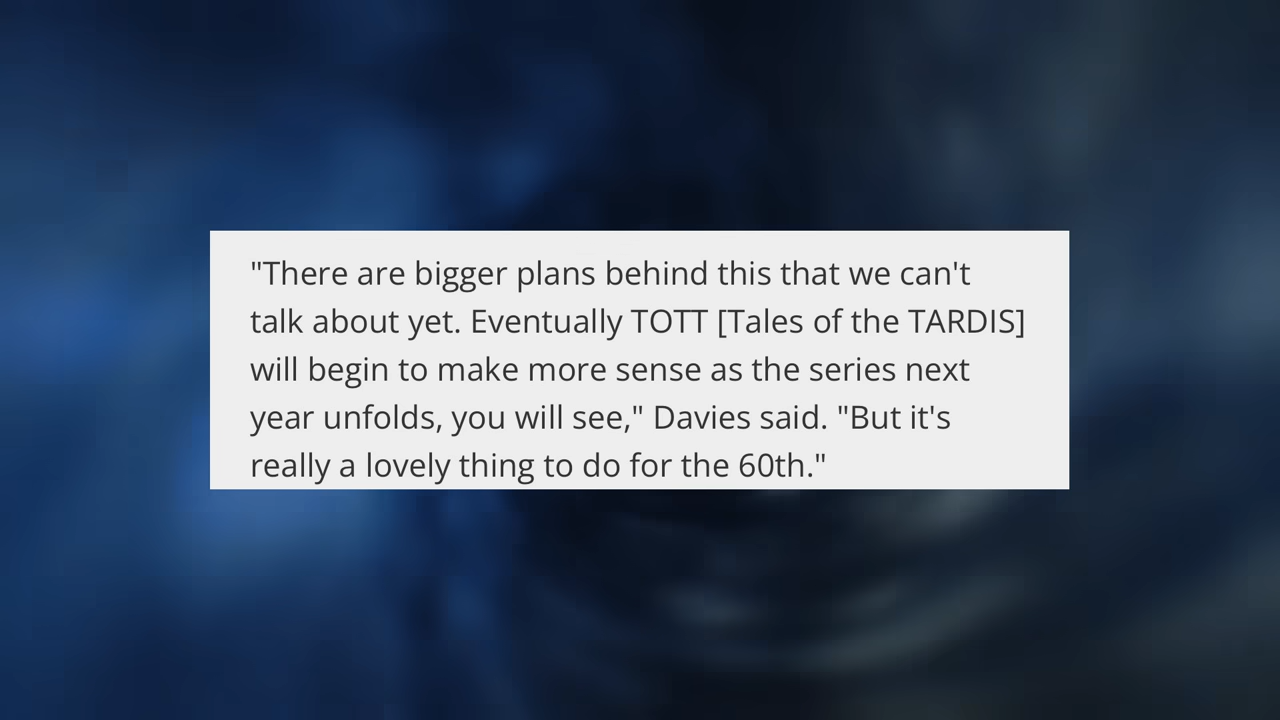 "There are bigger plans behind this that we can't
talk about yet. Eventually TOTT [Tales of the TARDIS]
will begin to make more sense as the series next
year unfolds, you will see," Davies said. "But it's
really a lovely thing to do for the 60th."